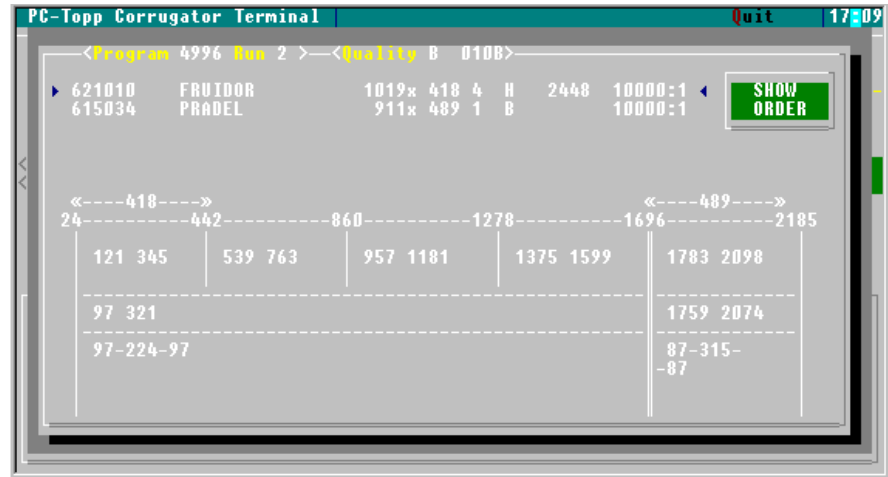 PC-Topp Corrugator Terminal Quit 17:09
<Program 4996 Run 2 >—<Quality B 010B>
621010 FRUIDOR 1019x 418 4 H 2448 10000:1
615034 PRADEL 911x 489 1 B 10000:1
SHOW
ORDER
«----418----» «----489----»
24----------442----------860----------1278----------1696----------2185
121 345 539 763 957 1181 1375 1599 1783 2098
97 321 1759 2074
97-224-97 87-315-
-87